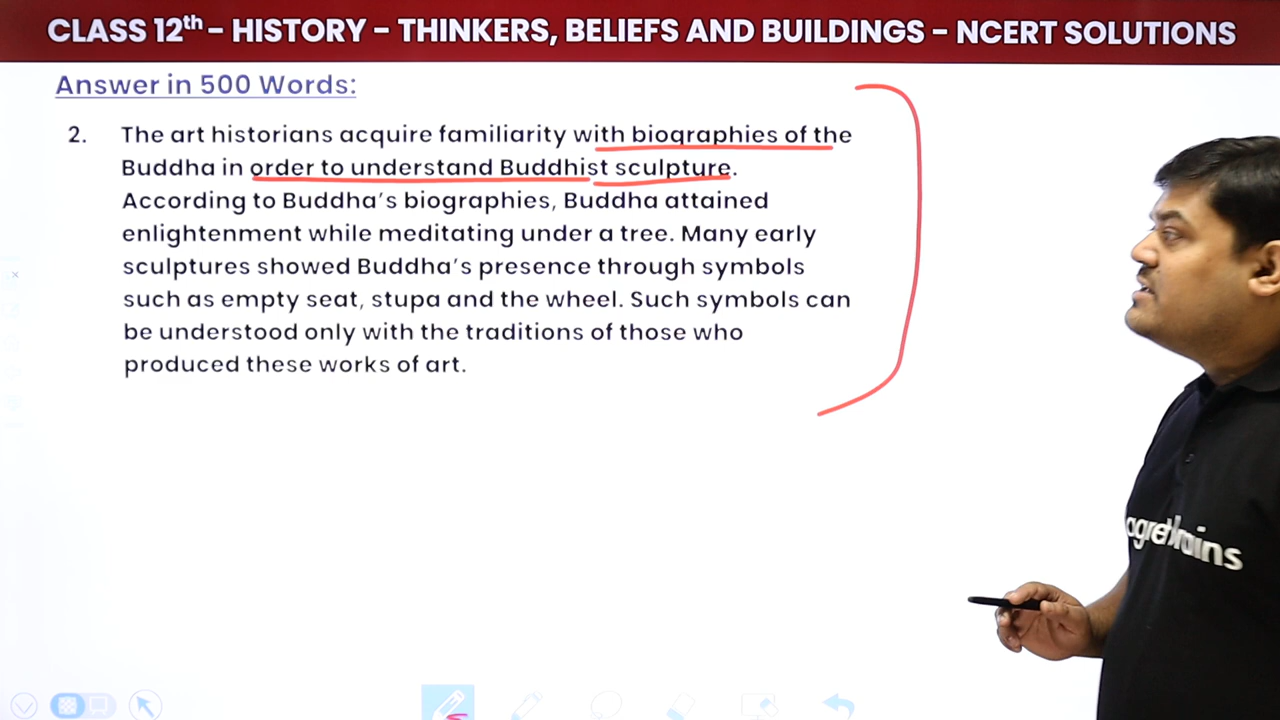 CLASS 12th – HISTORY – THINKERS, BELIEFS AND BUILDINGS – NCERT SOLUTIONS
Answer in 500 Words:
2. The art historians acquire familiarity with biographies of the
Buddha in order to understand Buddhist sculpture.
According to Buddha's biographies, Buddha attained
enlightenment while meditating under a tree. Many early
sculptures showed Buddha's presence through symbols
such as empty seat, stupa and the wheel. Such symbols can
be understood only with the traditions of those who
produced these works of art.